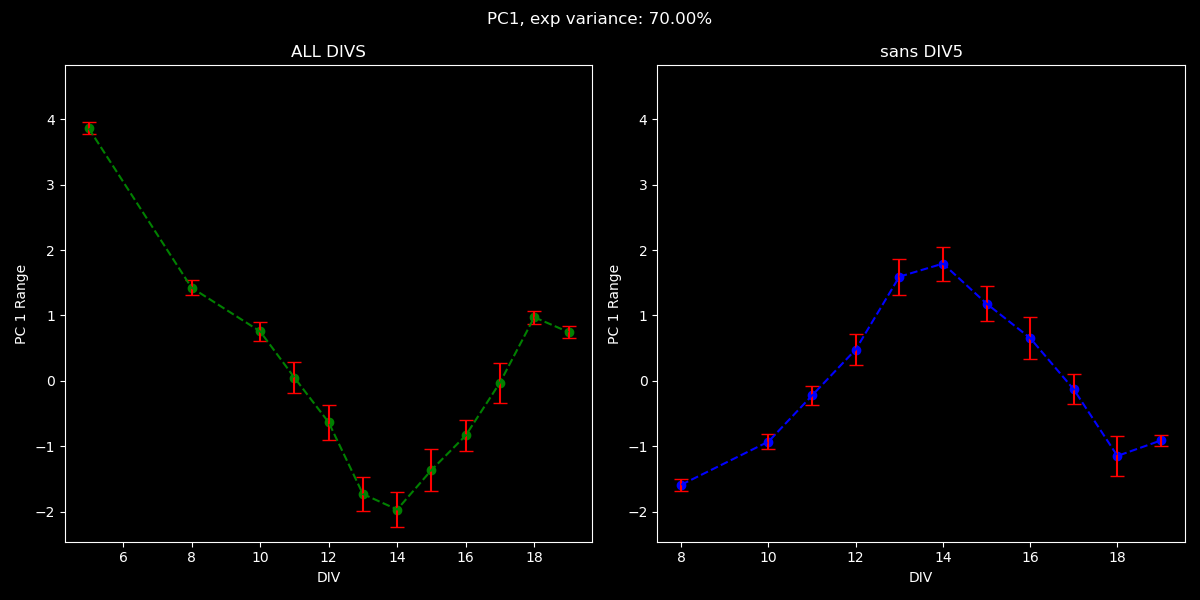 PC1, exp variance: 70.00%
ALL DIVS
4
3
2
1
0
−1
−2
PC 1 Range
6 8 10 12 14 16 18
DIV
sans DIV5
4
3
2
1
0
−1
−2
PC 1 Range
8 10 12 14 16 18
DIV